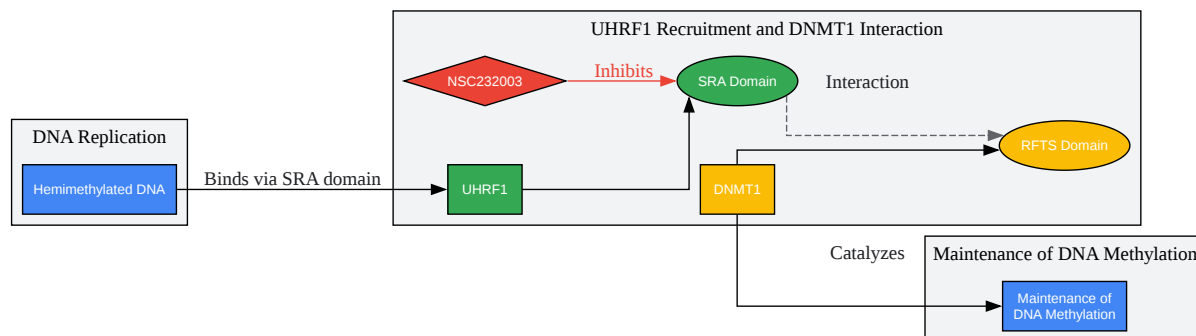 UHRF1 Recruitment and DNMT1 Interaction
NSC232003
Inhibits
SRA Domain
Interaction
DNA Replication
RFTS Domain
Hemimethylated DNA
Binds via SRA domain
UHRF1
DNMT1
Catalyzes
Maintenance of DNA Methylation
Maintenance of
DNA Methylation